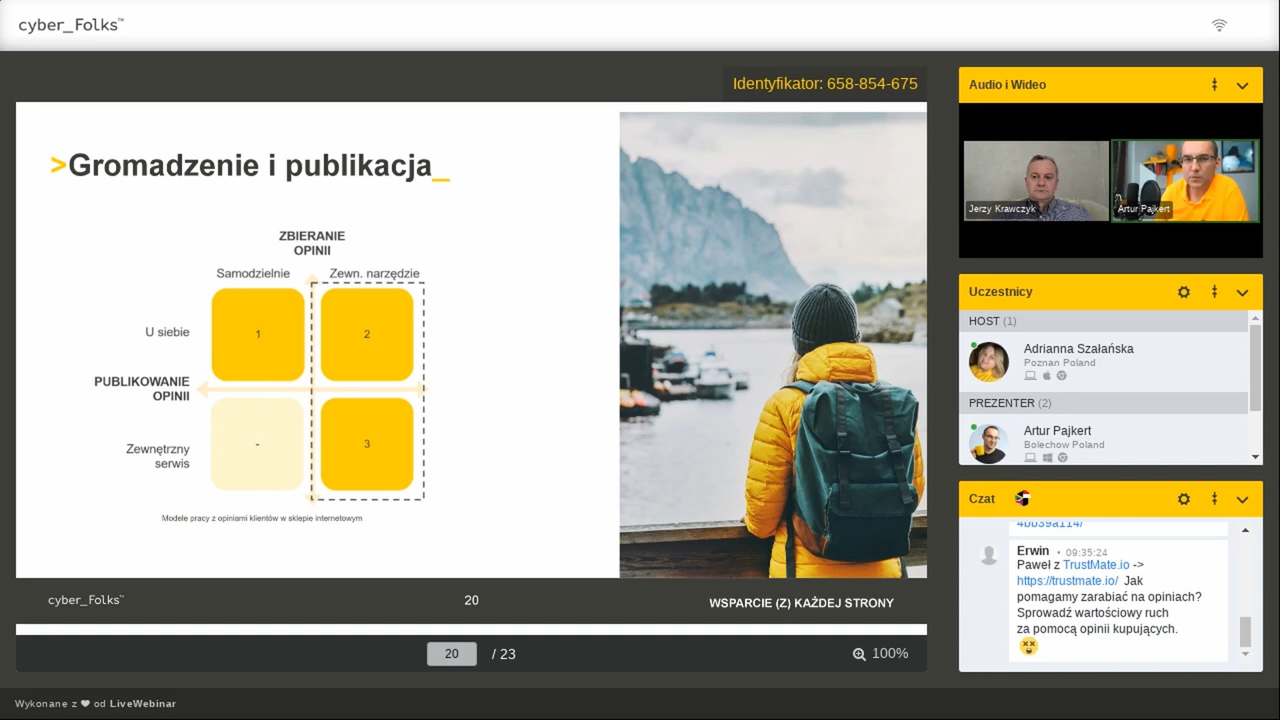 cyber_Folks™
Identyfikator: 658-854-675
>Gromadzenie i publikacja_
ZBIERANIE
OPINII
Samodzielnie
Zewn. narzędzie
U siebie
1
2
PUBLIKOWANIE
OPINII
Zewnętrzny
serwis
-
3
Modele pracy z opiniami klientów w sklepie internetowym
cyber_Folks™
20
WSPARCIE (Z) KAŻDEJ STRONY
20 / 23
100%
Wykonane z ❤ od LiveWebinar
Audio i Wideo
Jerzy Krawczyk
Artur Pajkert
Uczestnicy
HOST (1)
Adrianna Szałańska
Poznan Poland
PREZENTER (2)
Artur Pajkert
Bolechow Poland
Czat
4bb39a114/
Erwin • 09:35:24
Paweł z TrustMate.io ->
https://trustmate.io/ Jak
pomagamy zarabiać na opiniach?
Sprowadź wartościowy ruch
za pomocą opinii kupujących.